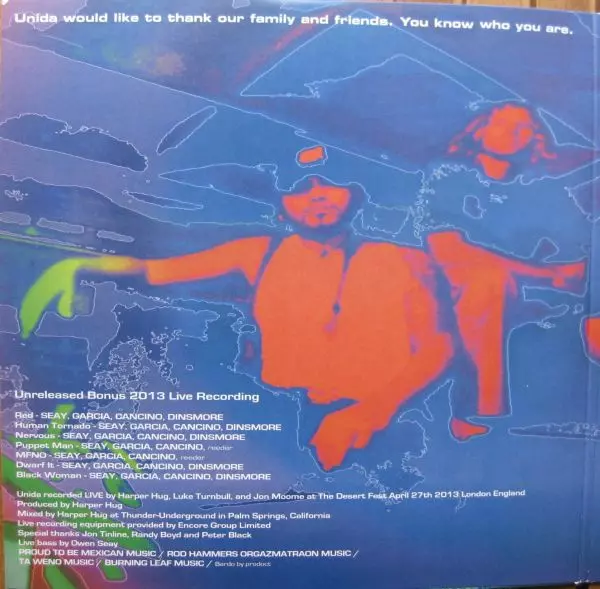 Unida would like to thank our family and friends. You know who you are.
Unreleased Bonus 2013 Live Recording
Red - SEAY, GARCIA, CANCINO, DINSMORE
Human Tornado - SEAY, GARCIA, CANCINO, DINSMORE
Nervous - SEAY, GARCIA, CANCINO, DINSMORE
Puppet Man - SEAY, GARCIA, CANCINO, reeder
MFNO - SEAY, GARCIA, CANCINO, reeder
Dwarf It - SEAY, GARCIA, CANCINO, DINSMORE
Black Woman - SEAY, GARCIA, CANCINO, DINSMORE
Unida recorded LIVE by Harper Hug, Luke Turnbull, and Jon Moorne at The Desert Fest April 27th 2013 London England
Produced by Harper Hug
Mixed by Harper Hug at Thunder-Underground in Palm Springs, California
Live recording equipment provided by Encore Group Limited
Special thanks Jon Tinline, Randy Boyd and Peter Black
Live bass by Owen Seay
PROUD TO BE MEXICAN MUSIC / ROD HAMMERS ORGAZMATRAON MUSIC /
TA WENO MUSIC / BURNING LEAF MUSIC / Bardo by product